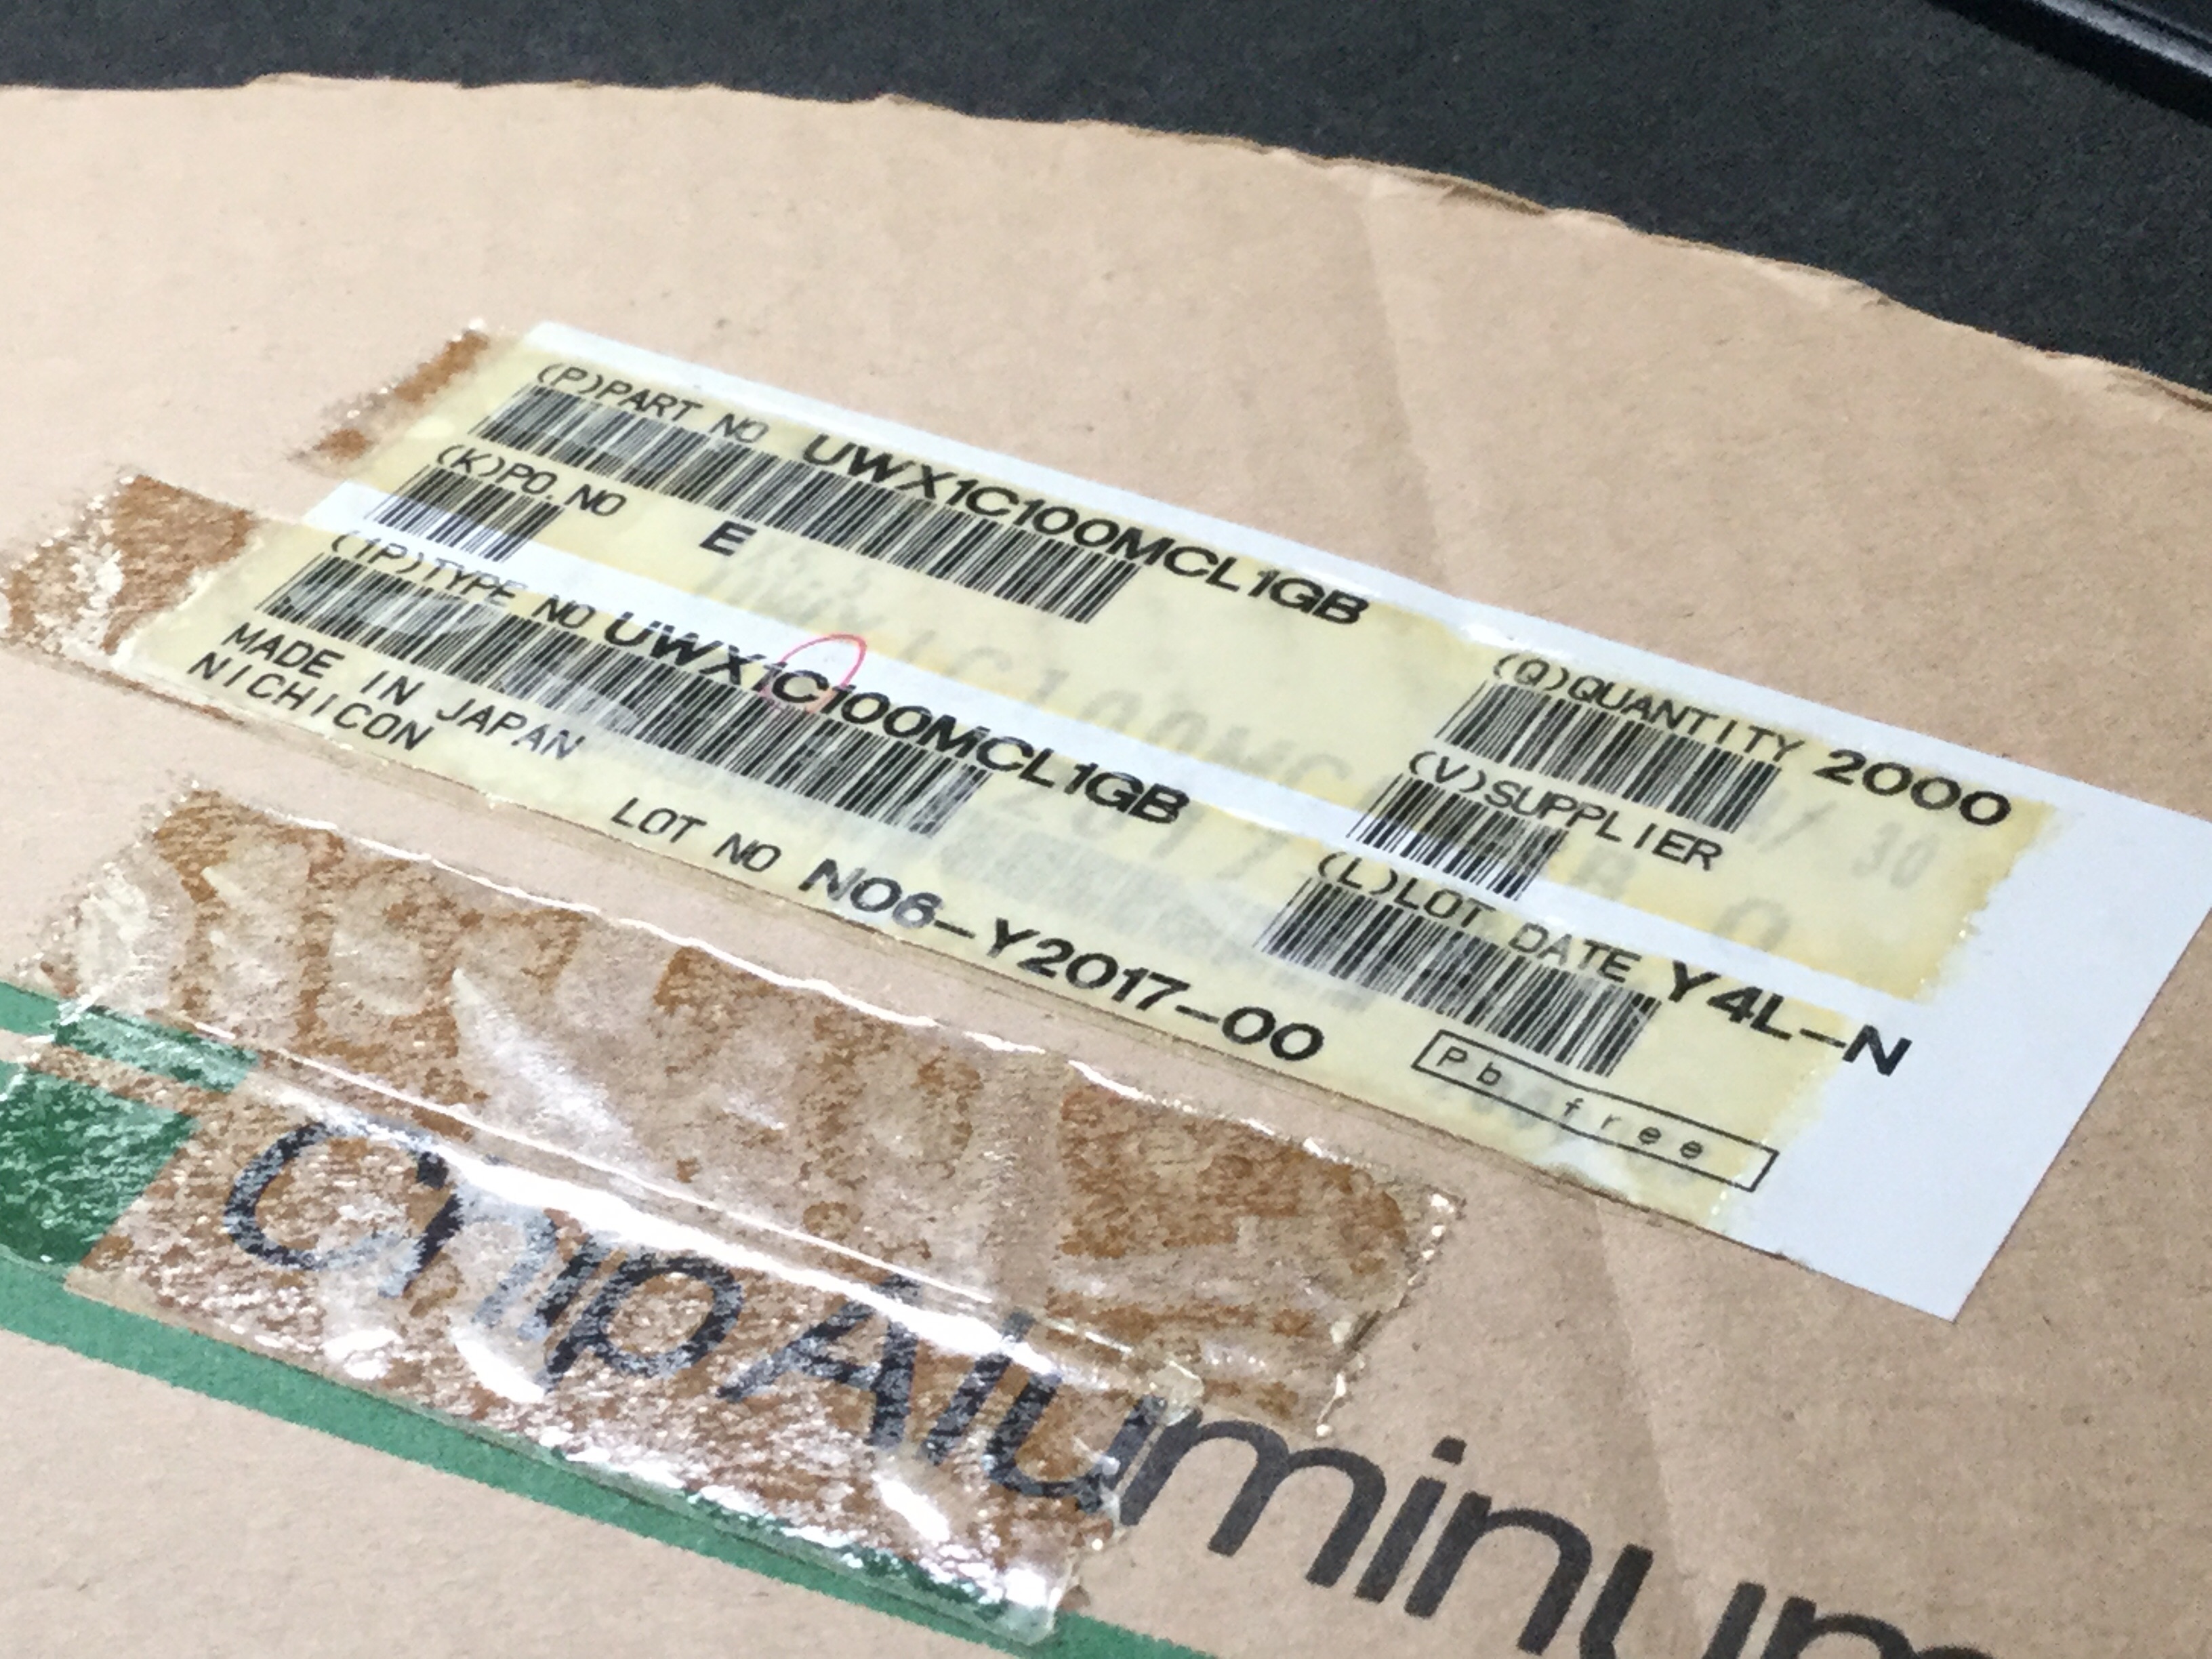 (P)PART NO UWX1C100MCL1GB
(K)PO.NO E
(Q)QUANTITY 2000
(1P)TYPE NO UWX1C100MCL1GB
(V)SUPPLIER
MADE IN JAPAN
NICHICON
LOT NO N06-Y2017-00
(L)LOT DATE Y4L-N
Pb free
Chip Aluminum